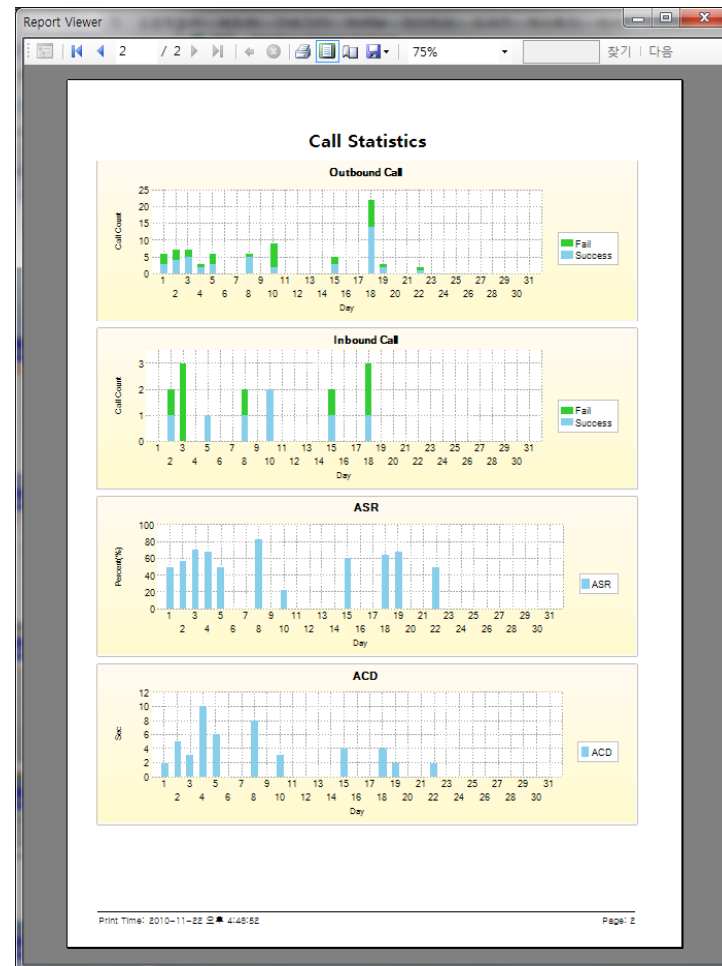 Report Viewer
2 / 2 75% 찾기 | 다음
Call Statistics
Outbound Call
Call Count
25
20
15
10
5
0
1 3 5 7 9 11 13 15 17 19 21 23 25 27 29 31
2 4 6 8 10 12 14 16 18 20 22 24 26 28 30
Day
Fail
Success
Inbound Call
Call Count
3
2
1
0
1 3 5 7 9 11 13 15 17 19 21 23 25 27 29 31
2 4 6 8 10 12 14 16 18 20 22 24 26 28 30
Day
Fail
Success
ASR
Percent(%)
100
80
60
40
20
0
1 3 5 7 9 11 13 15 17 19 21 23 25 27 29 31
2 4 6 8 10 12 14 16 18 20 22 24 26 28 30
Day
ASR
ACD
Sec
12
10
8
6
4
2
0
1 3 5 7 9 11 13 15 17 19 21 23 25 27 29 31
2 4 6 8 10 12 14 16 18 20 22 24 26 28 30
Day
ACD
Print Time: 2010-11-22 오후 4:48:52 Page: 2